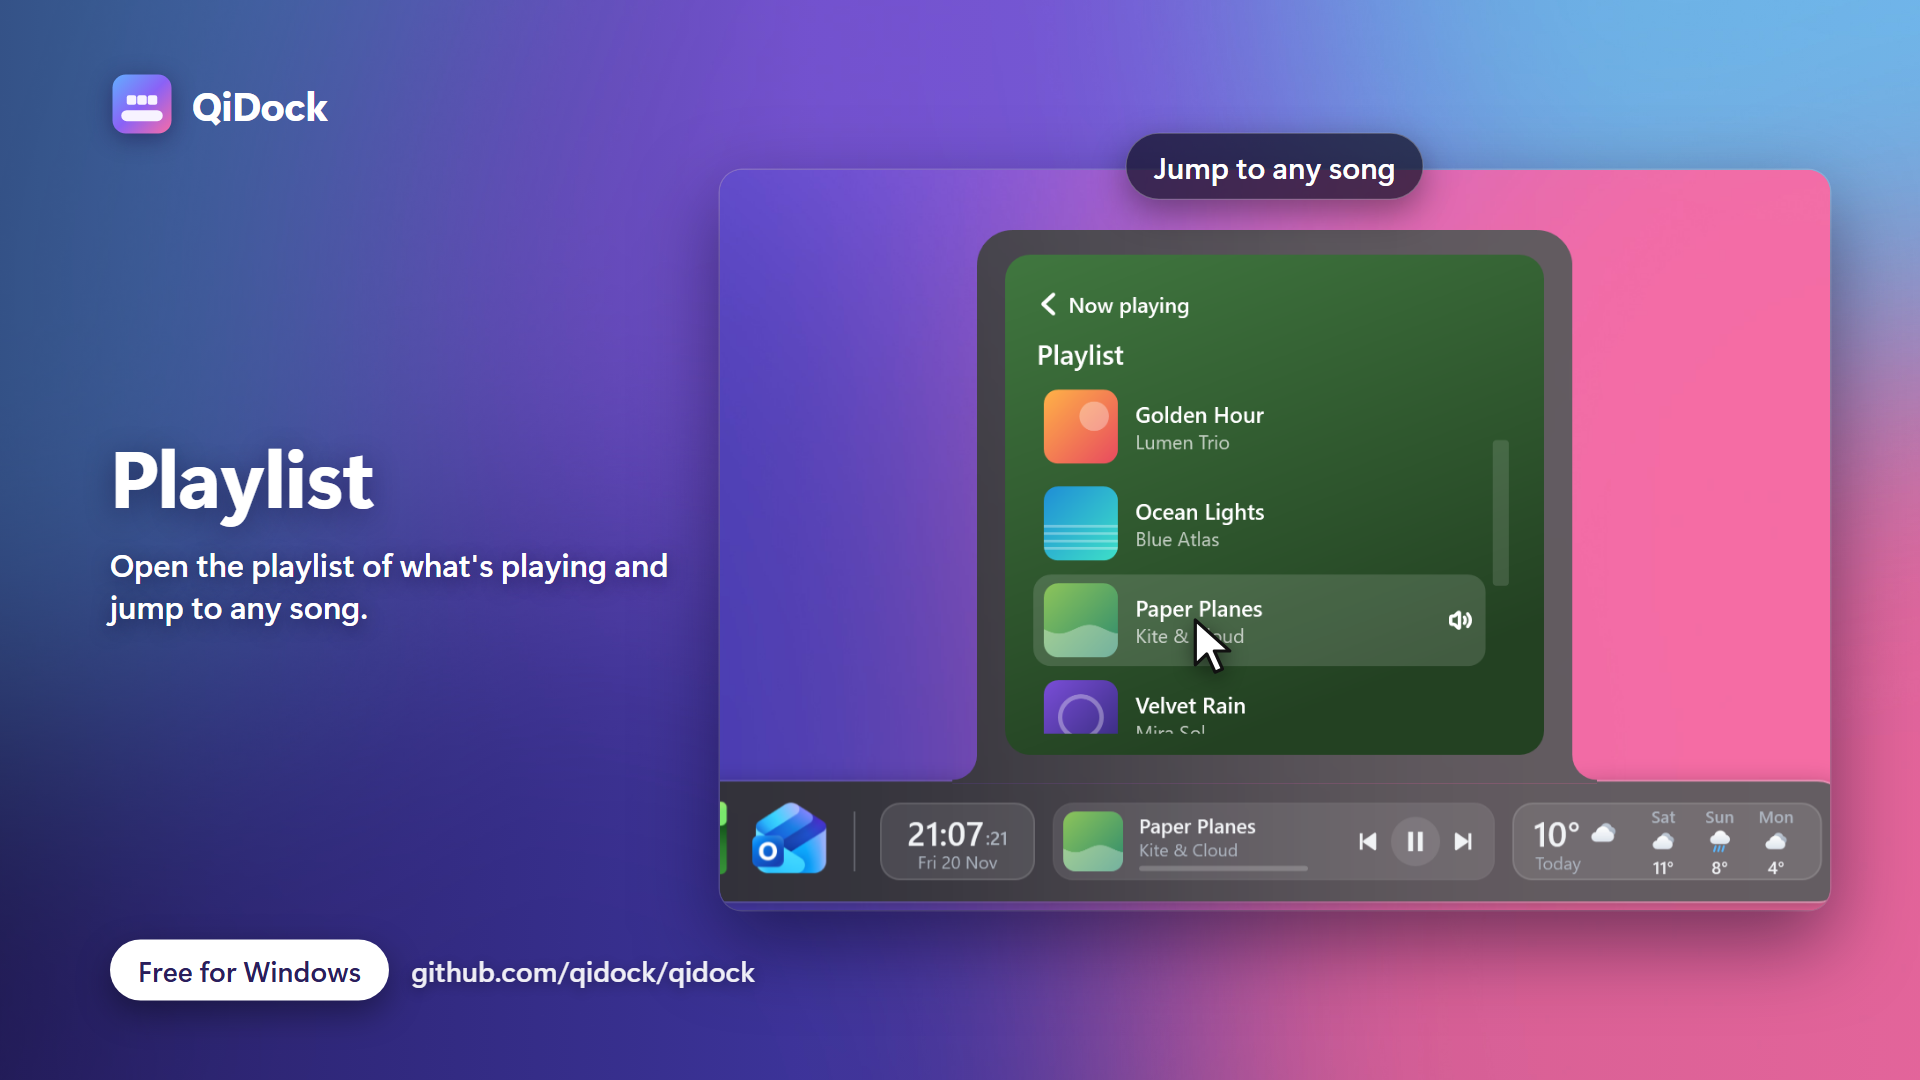 QiDock
Jump to any song
Now playing
Playlist
Golden Hour
Lumen Trio
Ocean Lights
Blue Atlas
Paper Planes
Kite &
Velvet Rain
Mira Sol
Playlist
Open the playlist of what's playing and
jump to any song.
21:07:21
Fri 20 Nov
Paper Planes
Kite & Cloud
10°
Today
Sat Sun Mon
11° 8° 4°
Free for Windows
github.com/qidock/qidock